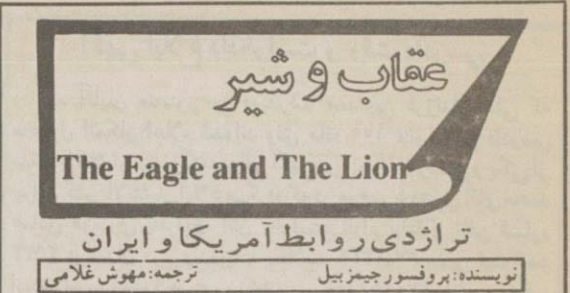 عقاب و شیر
The Eagle and The Lion
تراژدی روابط آمریکا و ایران
نویسنده: پروفسور جیمز بیل ترجمه: مهوش غلامی